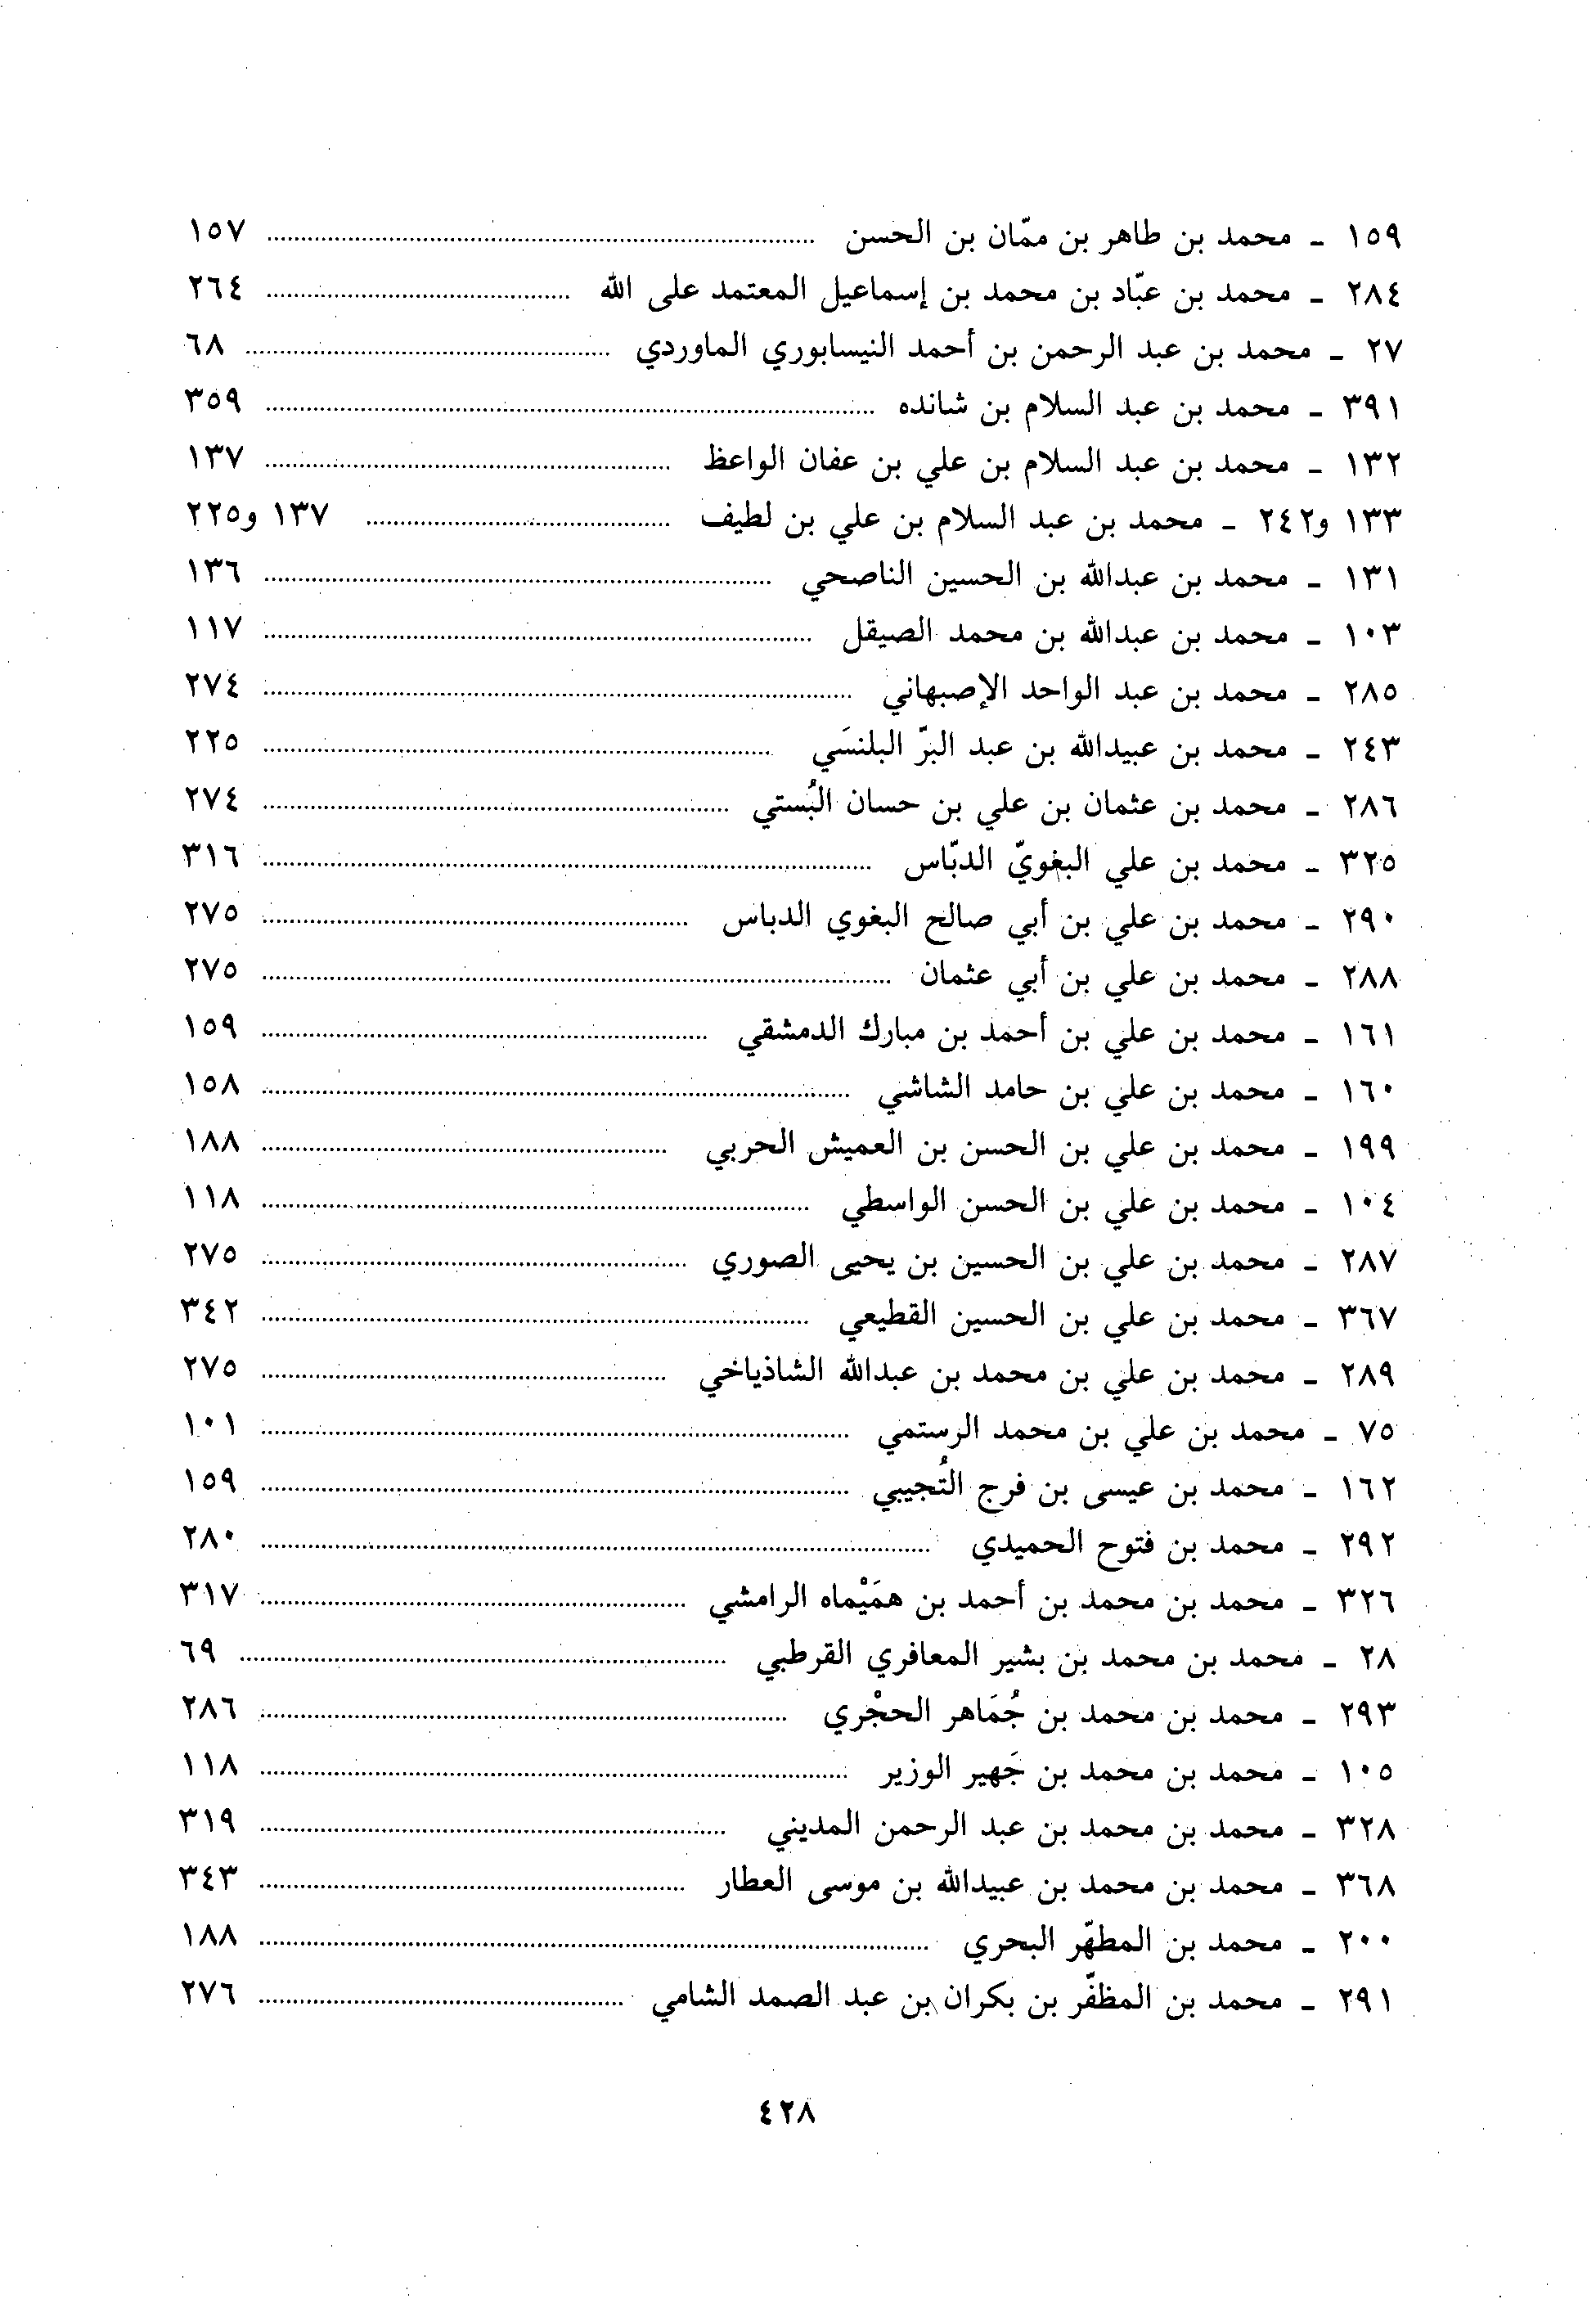 ١٥٩ - محمد بن طاهر بن ممّان بن الحسن ........ ١٥٧
٢٨٤ - محمد بن عبّاد بن محمد بن إسماعيل المعتمد على الله ........ ٢٦٤
٢٧ - محمد بن عبد الرحمن بن أحمد النيسابوري الماوردي ........ ٦٨
٣٩١ - محمد بن عبد السلام بن شانده ........ ٣٥٩
١٣٢ - محمد بن عبد السلام بن علي بن عفان الواعظ ........ ١٣٧
١٣٣ و٢٤٢ - محمد بن عبد السلام بن علي بن لطيف ........ ١٣٧ و٢٢٥
١٣١ - محمد بن عبدالله بن الحسين الناصحي ........ ١٣٦
١٠٣ - محمد بن عبدالله بن محمد الصيقل ........ ١١٧
٢٨٥ - محمد بن عبد الواحد الإصبهاني ........ ٢٧٤
٢٤٣ - محمد بن عبيدالله بن عبد البرّ البلنسَي ........ ٢٢٥
٢٨٦ - محمد بن عثمان بن علي بن حسان البُستي ........ ٢٧٤
٣٢٥ - محمد بن علي البغويّ الدبّاس ........ ٣١٦
٢٩٠ - محمد بن علي بن أبي صالح البغوي الدباس ........ ٢٧٥
٢٨٨ - محمد بن علي بن أبي عثمان ........ ٢٧٥
١٦١ - محمد بن علي بن أحمد بن مبارك الدمشقي ........ ١٥٩
١٦٠ - محمد بن علي بن حامد الشاشي ........ ١٥٨
١٩٩ - محمد بن علي بن الحسن بن العميش الحربي ........ ١٨٨
١٠٤ - محمد بن علي بن الحسن الواسطي ........ ١١٨
٢٨٧ - محمد بن علي بن الحسين بن يحيى الصوري ........ ٢٧٥
٣٦٧ - محمد بن علي بن الحسين القطيعي ........ ٣٤٢
٢٨٩ - محمد بن علي بن محمد بن عبدالله الشاذياخي ........ ٢٧٥
٧٥ - محمد بن علي بن محمد الرستمي ........ ١٠١
١٦٢ - محمد بن عيسى بن فرج التُجيبي ........ ١٥٩
٢٩٢ - محمد بن فتوح الحميدي ........ ٢٨٠
٣٢٦ - محمد بن محمد بن أحمد بن همَيْماه الرامشي ........ ٣١٧
٢٨ - محمد بن محمد بن بشير المعافري القرطبي ........ ٦٩
٢٩٣ - محمد بن محمد بن جُمَاهر الحجْري ........ ٢٨٦
١٠٥ - محمد بن محمد بن جَهير الوزير ........ ١١٨
٣٢٨ - محمد بن محمد بن عبد الرحمن المديني ........ ٣١٩
٣٦٨ - محمد بن محمد بن عبيدالله بن موسى العطار ........ ٣٤٣
٢٠٠ - محمد بن المطهّر البحري ........ ١٨٨
٢٩١ - محمد بن المظفّر بن بكران بن عبد الصمد الشامي ........ ٢٧٦
٤٢٨